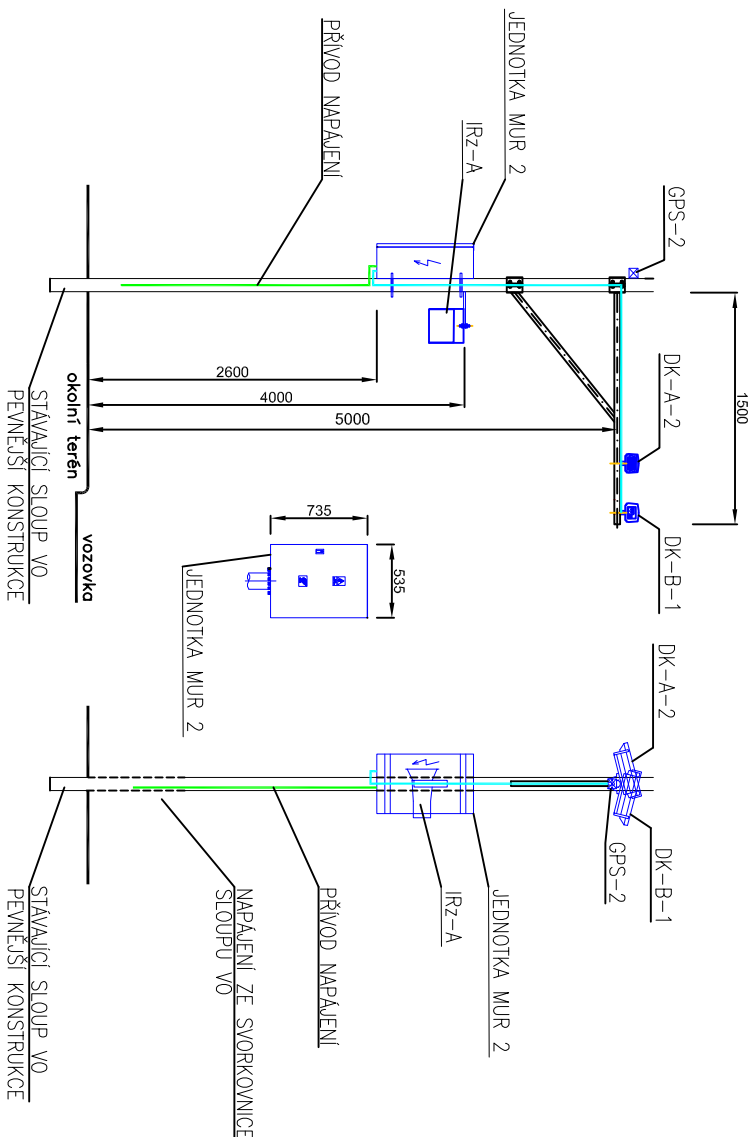 GPS-2
JEDNOTKA MUR 2
IRz-A
PŘÍVOD NAPÁJENÍ
1500
DK-A-2
DK-B-1
2600
4000
5000
okolní terén
vozovka
STÁVAJÍCÍ SLOUP VO
PEVNĚJŠÍ KONSTRUKCE
735
535
JEDNOTKA MUR 2
DK-A-2
DK-B-1
GPS-2
JEDNOTKA MUR 2
IRz-A
PŘÍVOD NAPÁJENÍ
NAPÁJENÍ ZE SVORKOVNICE
SLOUPU VO
STÁVAJÍCÍ SLOUP VO
PEVNĚJŠÍ KONSTRUKCE